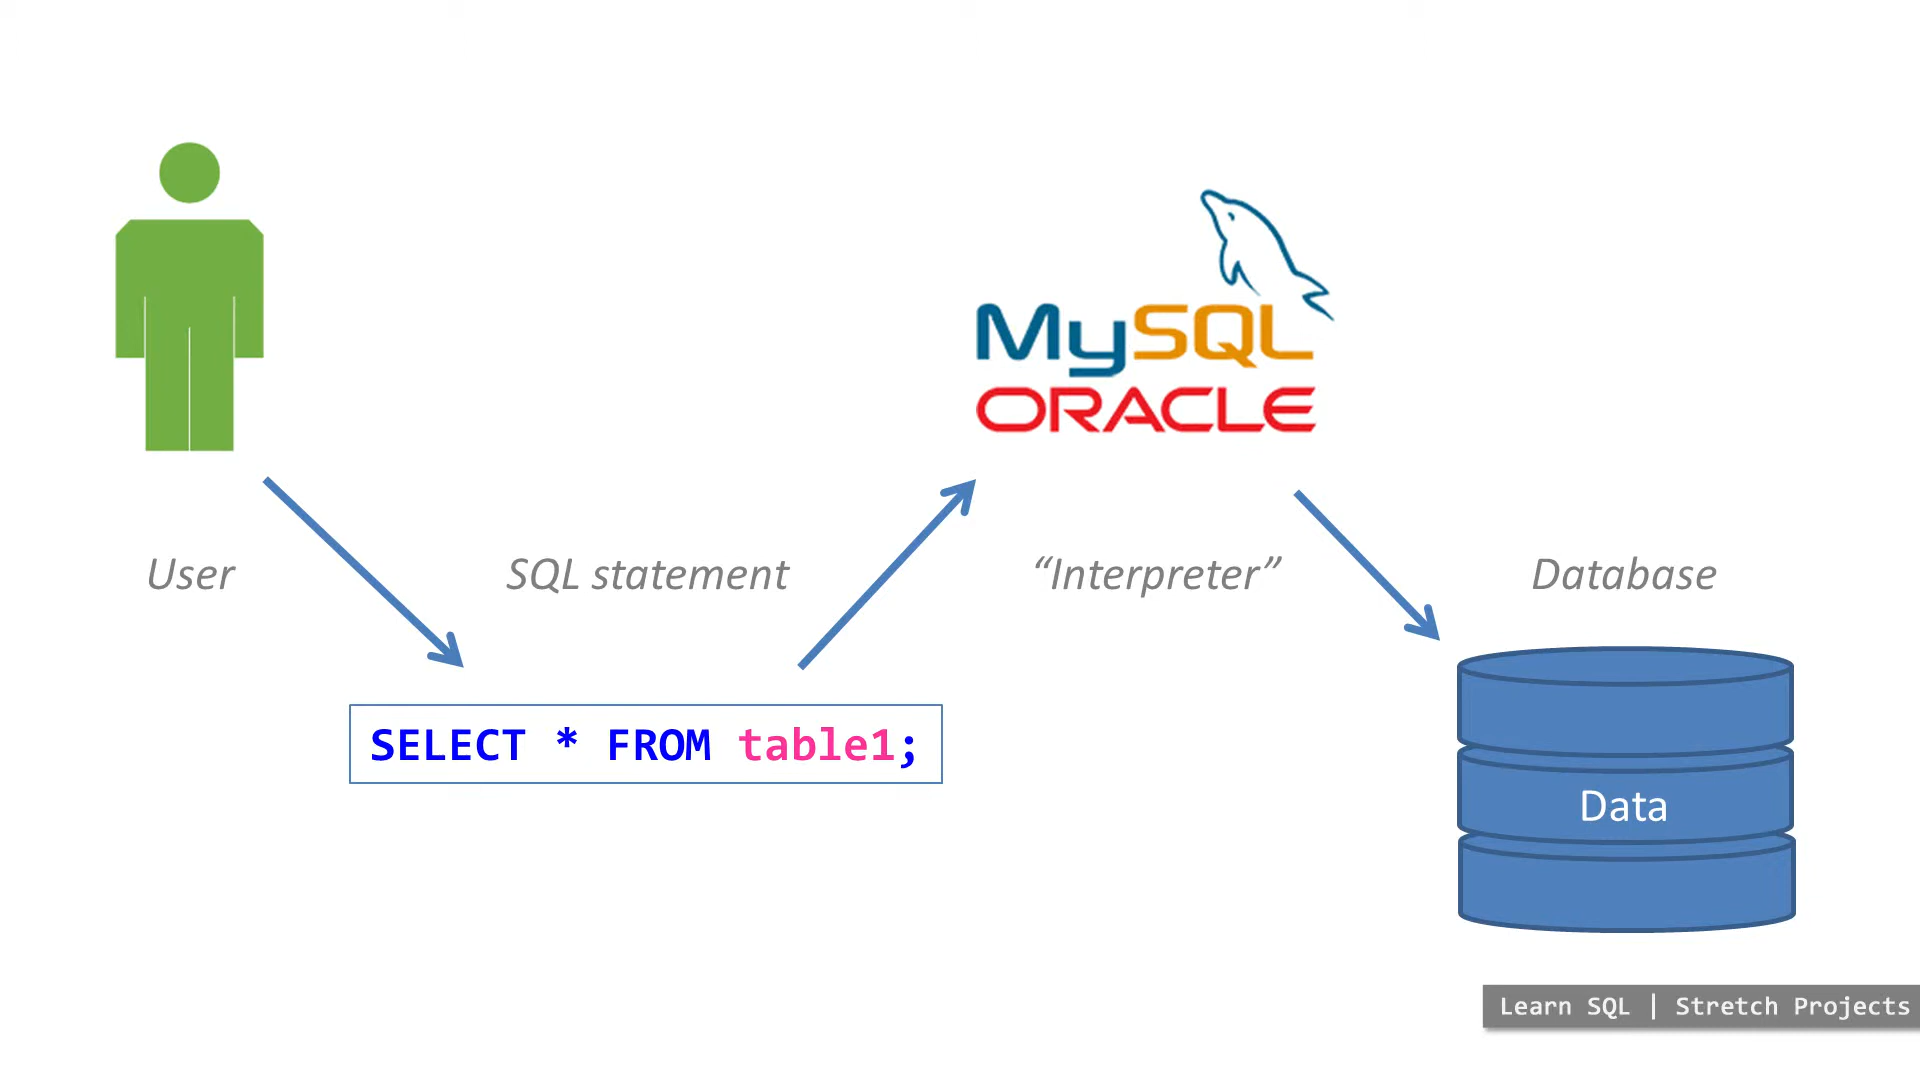 MySQL
ORACLE
User
SQL statement
“Interpreter”
Database
SELECT * FROM table1;
Data
Learn SQL | Stretch Projects